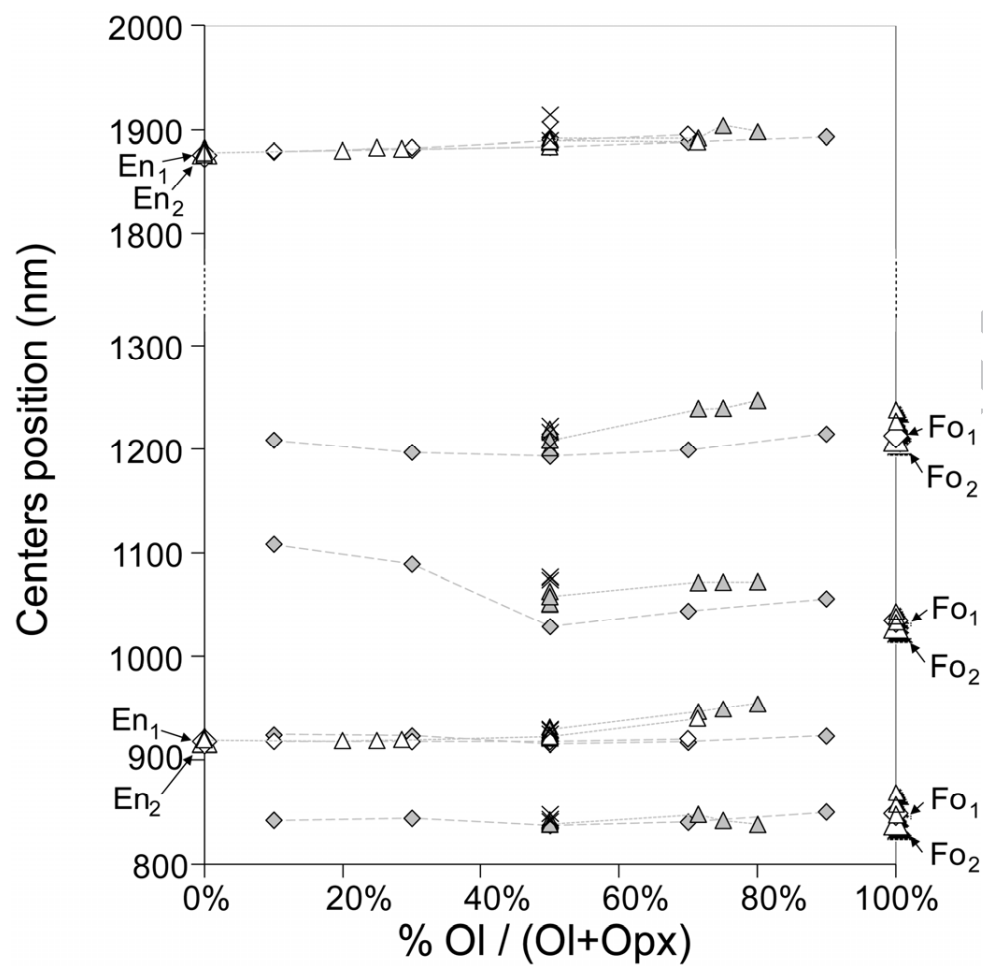 2000
1900
En1
En2
1800
Centers position (nm)
1300
1200
Fo1
Fo2
1100
1000
Fo1
Fo2
En1
900
En2
Fo1
Fo2
800
0% 20% 40% 60% 80% 100%
% Ol / (Ol+Opx)